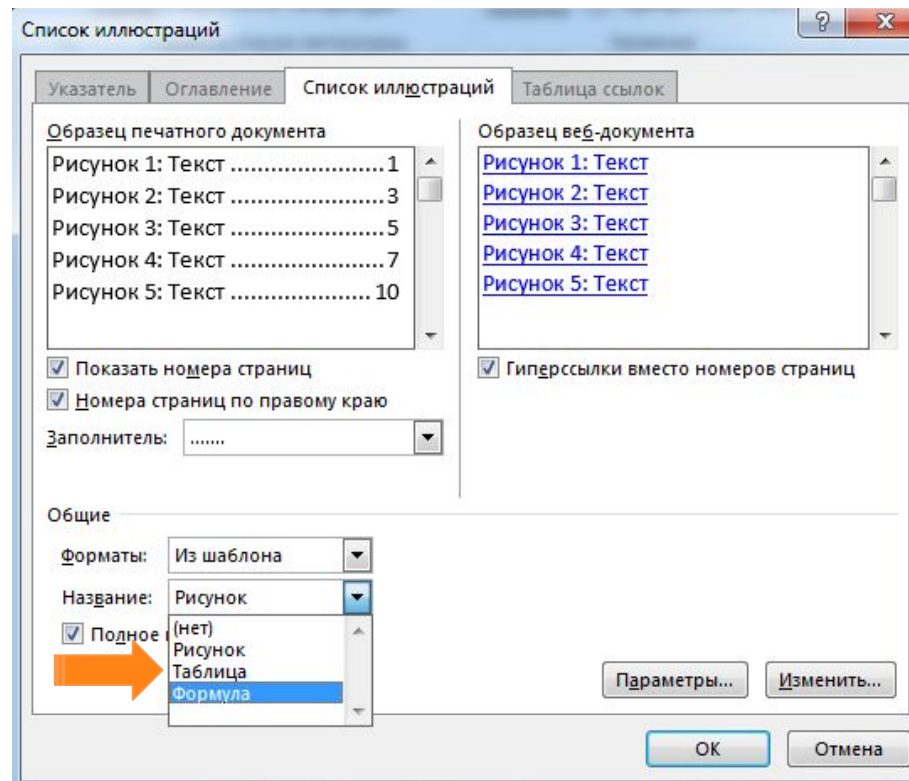 Список иллюстраций
Указатель
Оглавление
Список иллюстраций
Таблица ссылок
Образец печатного документа
Рисунок 1: Текст ........................ 1
Рисунок 2: Текст ........................ 3
Рисунок 3: Текст ........................ 5
Рисунок 4: Текст ........................ 7
Рисунок 5: Текст ...................... 10
Образец веб-документа
Рисунок 1: Текст
Рисунок 2: Текст
Рисунок 3: Текст
Рисунок 4: Текст
Рисунок 5: Текст
Показать номера страниц
Номера страниц по правому краю
Заполнитель: .......
Гиперссылки вместо номеров страниц
Общие
Форматы: Из шаблона
Название: Рисунок
Полное
(нет)
Рисунок
Таблица
Формула
Параметры...
Изменить...
ОК
Отмена